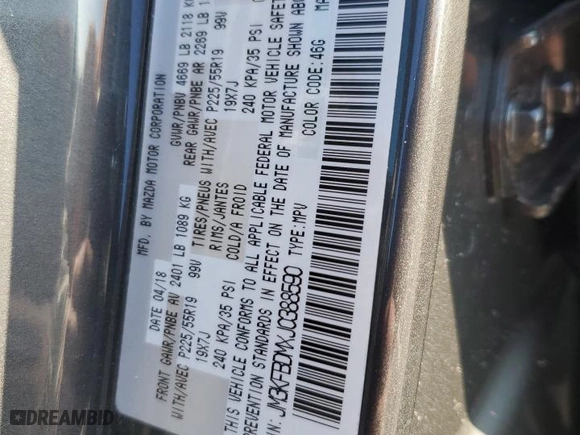 MFD. BY MAZDA MOTOR CORPORATION
DATE 04/18 GVWR/PNBV 4669 LB 2118 K
FRONT GAWR/PNBE AV 2401 LB 1089 KG REAR GAWR/PNBE AR 2269 LB 1
WITH/AVEC P225/55R19 99V TIRES/PNEUS WITH/AVEC P225/55R19 99V
19X7J RIMS/JANTES 19X7J
240 KPA/35 PSI COLD/A FROID 240 KPA/35 PSI
THIS VEHICLE CONFORMS TO ALL APPLICABLE FEDERAL MOTOR VEHICLE SAFET
PREVENTION STANDARDS IN EFFECT ON THE DATE OF MANUFACTURE SHOWN ABO
JM3KFBDMXJ0388590 TYPE:MPV COLOR CODE:46G MA
DREAMBID